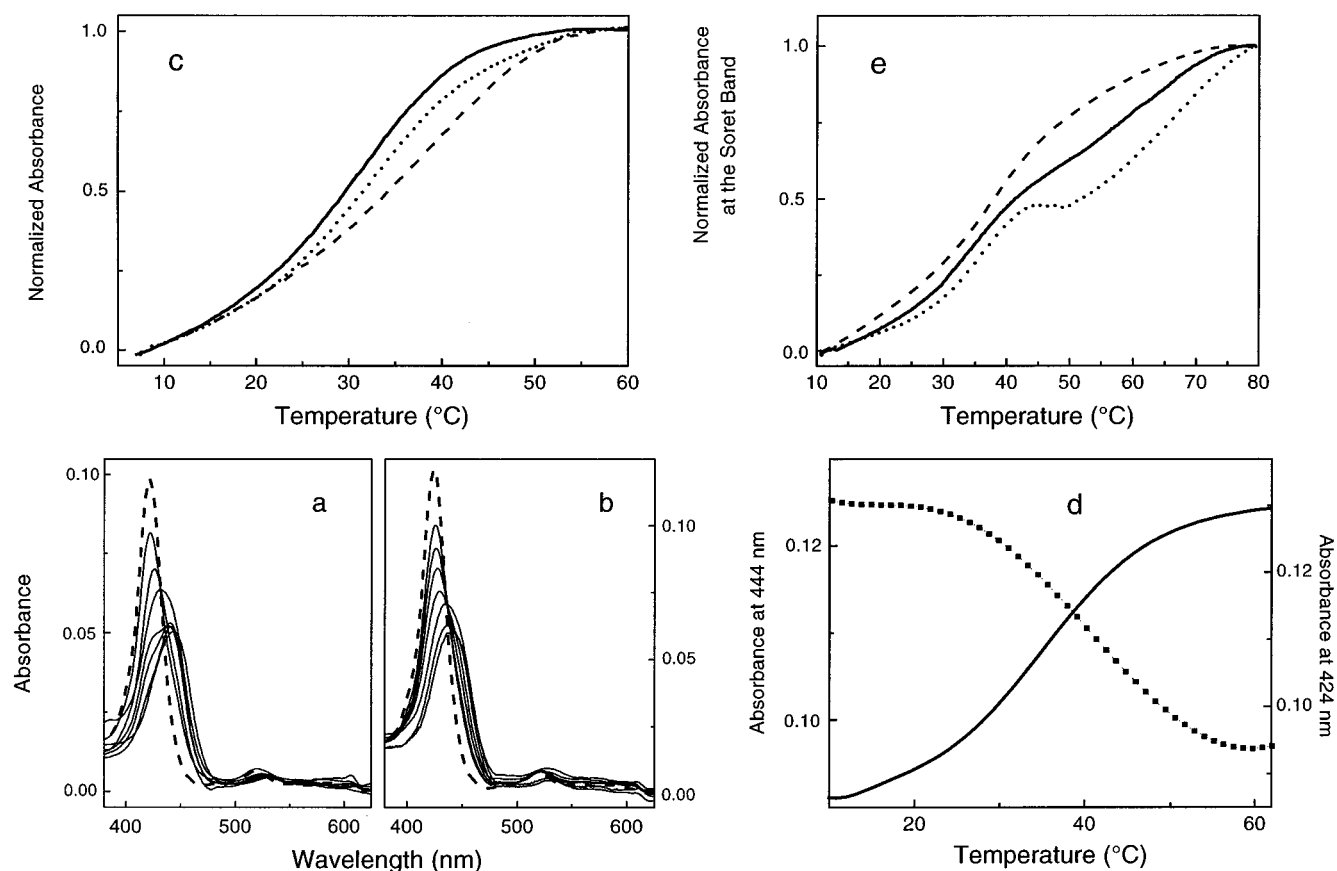 c
Normalized Absorbance
1.0
0.5
0.0
10 20 30 40 50 60
Temperature (°C)
e
Normalized Absorbance
at the Soret Band
1.0
0.5
0.0
10 20 30 40 50 60 70 80
Temperature (°C)
a
b
Absorbance
0.10
0.05
0.00
0.10
0.05
0.00
400 500 600 400 500 600
Wavelength (nm)
d
Absorbance at 444 nm
0.12
0.10
Absorbance at 424 nm
0.12
0.10
20 40 60
Temperature (°C)